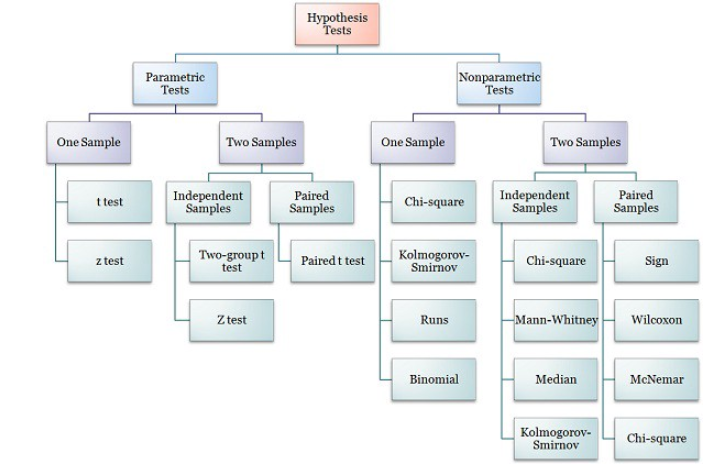 Hypothesis
Tests
Parametric
Tests
Nonparametric
Tests
One Sample
Two Samples
One Sample
Two Samples
t test
z test
Independent
Samples
Paired
Samples
Two-group t
test
Z test
Paired t test
Chi-square
Kolmogorov-
Smirnov
Runs
Binomial
Independent
Samples
Paired
Samples
Chi-square
Mann-Whitney
Median
Kolmogorov-
Smirnov
Sign
Wilcoxon
McNemar
Chi-square